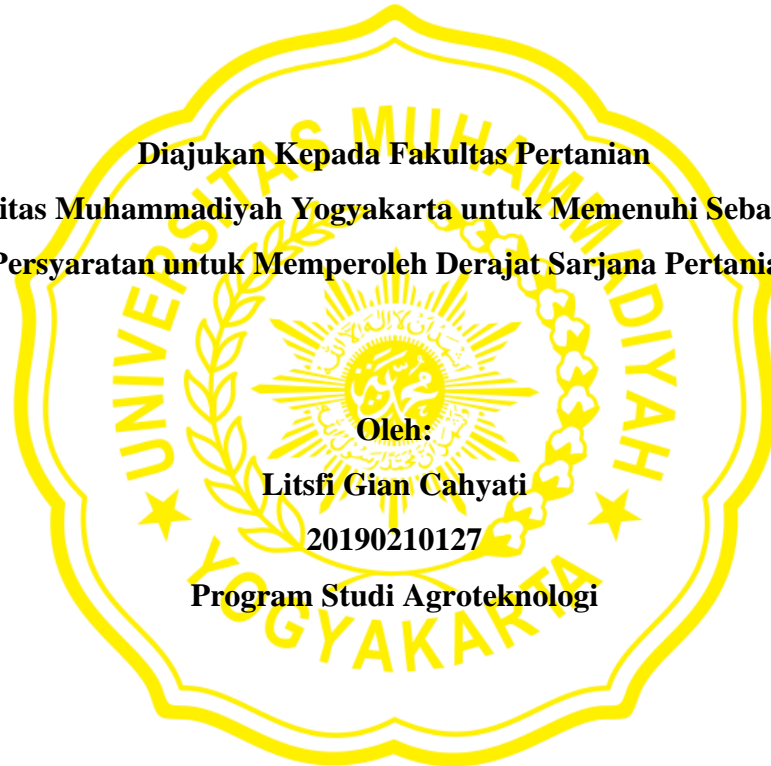 UNIVERSITAS MUHAMMADIYAH
Diajukan Kepada Fakultas Pertanian
itas Muhammadiyah Yogyakarta untuk Memenuhi Seba
Persyaratan untuk Memperoleh Derajat Sarjana Pertania
Oleh:
Litsfi Gian Cahyati
20190210127
Program Studi Agroteknologi
YOGYAKARTA